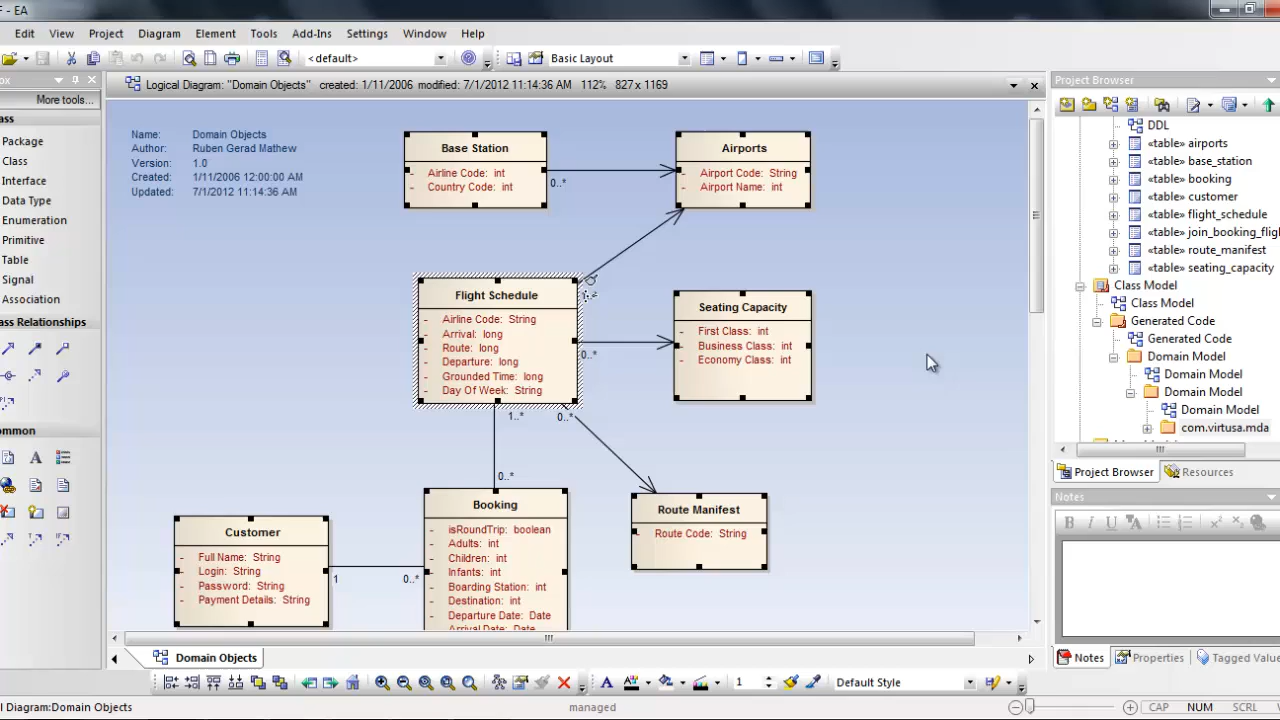 F - EA
Edit View Project Diagram Element Tools Add-Ins Settings Window Help
<default> Basic Layout
Logical Diagram: "Domain Objects" created: 1/11/2006 modified: 7/1/2012 11:14:36 AM 112% 827 x 1169
More tools...
Package
Class
Interface
Data Type
Enumeration
Primitive
Table
Signal
Association
ass Relationships
ommon
Name: Domain Objects
Author: Ruben Gerad Mathew
Version: 1.0
Created: 1/11/2006 12:00:00 AM
Updated: 7/1/2012 11:14:36 AM
Base Station
- Airline Code: int
- Country Code: int
0..*
Airports
- Airport Code: String
- Airport Name: int
Flight Schedule
- Airline Code: String
- Arrival: long
- Route: long
- Departure: long
- Grounded Time: long
- Day Of Week: String
0..*
Seating Capacity
- First Class: int
- Business Class: int
- Economy Class: int
1..* 0..*
0..*
Booking
- isRoundTrip: boolean
- Adults: int
- Children: int
- Infants: int
- Boarding Station: int
- Destination: int
- Departure Date: Date
- Arrival Date: Date
Route Manifest
- Route Code: String
Customer
- Full Name: String
- Login: String
- Password: String
- Payment Details: String
1 0..*
Domain Objects
1 Default Style
l Diagram:Domain Objects managed CAP NUM SCRL
Project Browser
DDL
«table» airports
«table» base_station
«table» booking
«table» customer
«table» flight_schedule
«table» join_booking_flig
«table» route_manifest
«table» seating_capacity
Class Model
Class Model
Generated Code
Generated Code
Domain Model
Domain Model
Domain Model
Domain Model
com.virtusa.mda
Project Browser Resources
Notes
B I U
Notes Properties Tagged Value